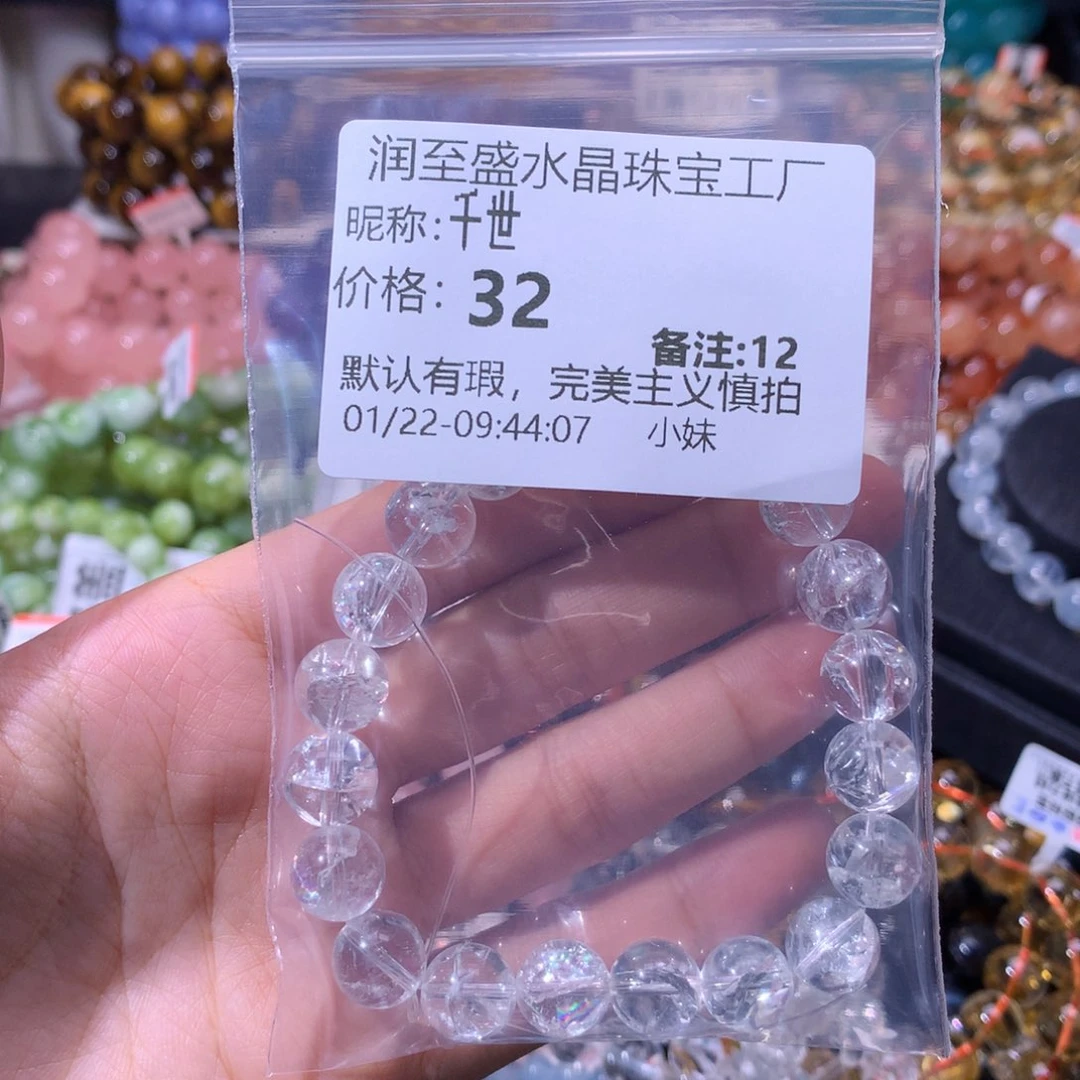 润至盛水晶珠宝工厂
昵称:千世
价格: 32
备注:12
默认有瑕，完美主义慎拍
01/22-09:44:07 小妹